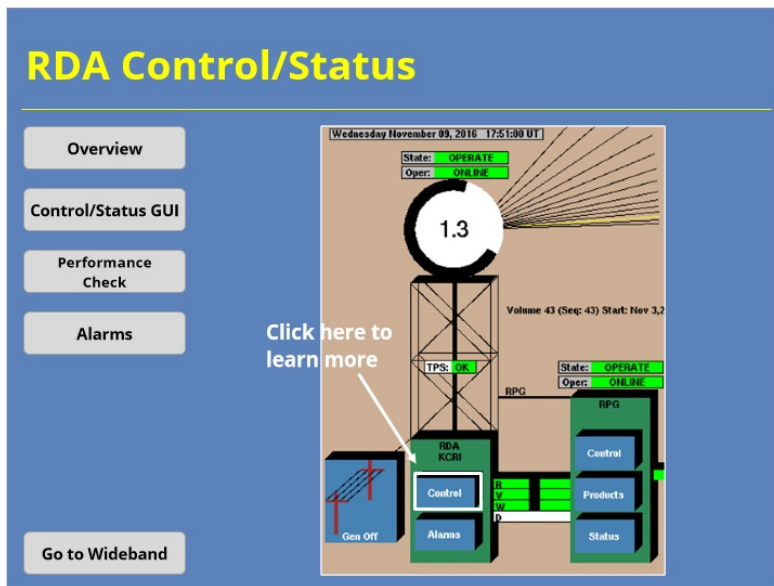 RDA Control/Status
Overview
Control/Status GUI
Performance
Check
Alarms
Go to Wideband
Wednesday November 09, 2016 17:51:00 UT
State: OPERATE
Oper: ONLINE
1.3
Volume 43 (Seq: 43) Start: Nov 3,2
Click here to
learn more
TPS: OK
State: OPERATE
Oper: ONLINE
RPG
RPG
RDA
KCRI
Control
Alarms
Gen Off
R
V
W
D
Control
Products
Status